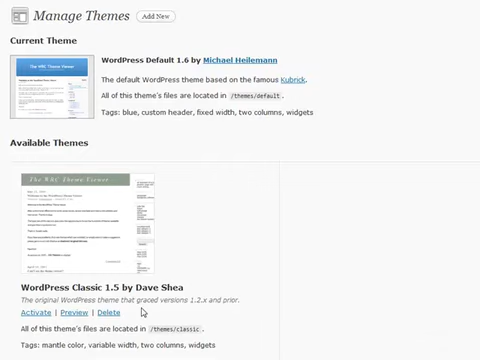 Manage Themes Add New
Current Theme
The WRC Theme Viewer
WordPress Default 1.6 by Michael Heilemann
The default WordPress theme based on the famous Kubrick.
All of this theme's files are located in /themes/default.
Tags: blue, custom header, fixed width, two columns, widgets
Available Themes
The WRC Theme Viewer
WordPress Classic 1.5 by Dave Shea
The original WordPress theme that graced versions 1.2.x and prior.
Activate | Preview | Delete
All of this theme's files are located in /themes/classic.
Tags: mantle color, variable width, two columns, widgets